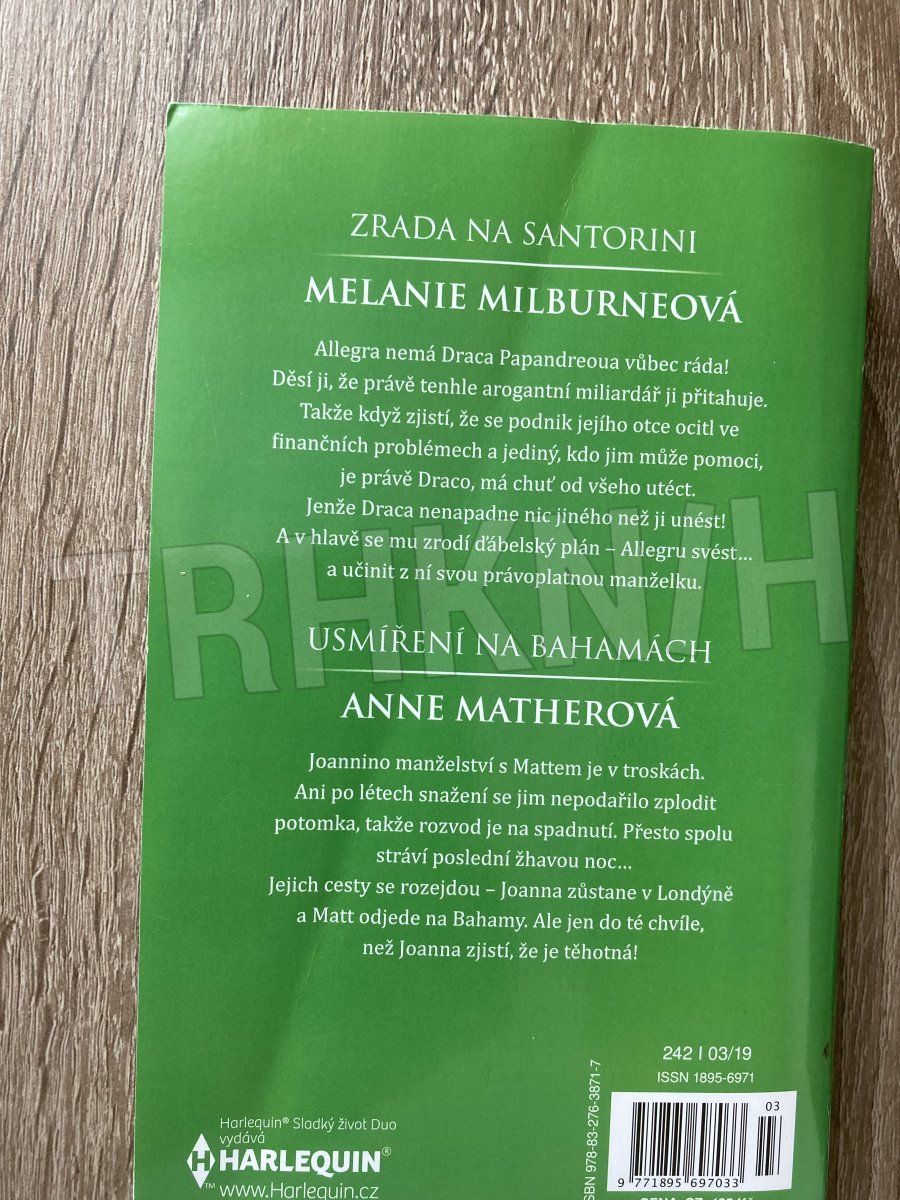 ZRADA NA SANTORINI
MELANIE MILBURNEOVÁ
Allegra nemá Draca Papandreoua vůbec ráda!
Děsí ji, že právě tenhle arogantní miliardář ji přitahuje.
Takže když zjistí, že se podnik jejího otce ocitl ve
finančních problémech a jediný, kdo jim může pomoci,
je právě Draco, má chuť od všeho utéct.
Jenže Draca nenapadne nic jiného než ji unést!
A v hlavě se mu zrodí ďábelský plán – Allegru svést...
a učinit z ní svou právoplatnou manželku.
TRHKNIH
USMÍŘENÍ NA BAHAMÁCH
ANNE MATHEROVÁ
Joannino manželství s Mattem je v troskách.
Ani po létech snažení se jim nepodařilo zplodit
potomka, takže rozvod je na spadnutí. Přesto spolu
stráví poslední žhavou noc...
Jejich cesty se rozejdou – Joanna zůstane v Londýně
a Matt odjede na Bahamy. Ale jen do té chvíle,
než Joanna zjistí, že je těhotná!
242 | 03/19
ISSN 1895-6971
ISBN 978-83-276-3871-7
03
9 771895 697033
Harlequin® Sladký život Duo
vydává
HARLEQUIN®
™ www.Harlequin.cz